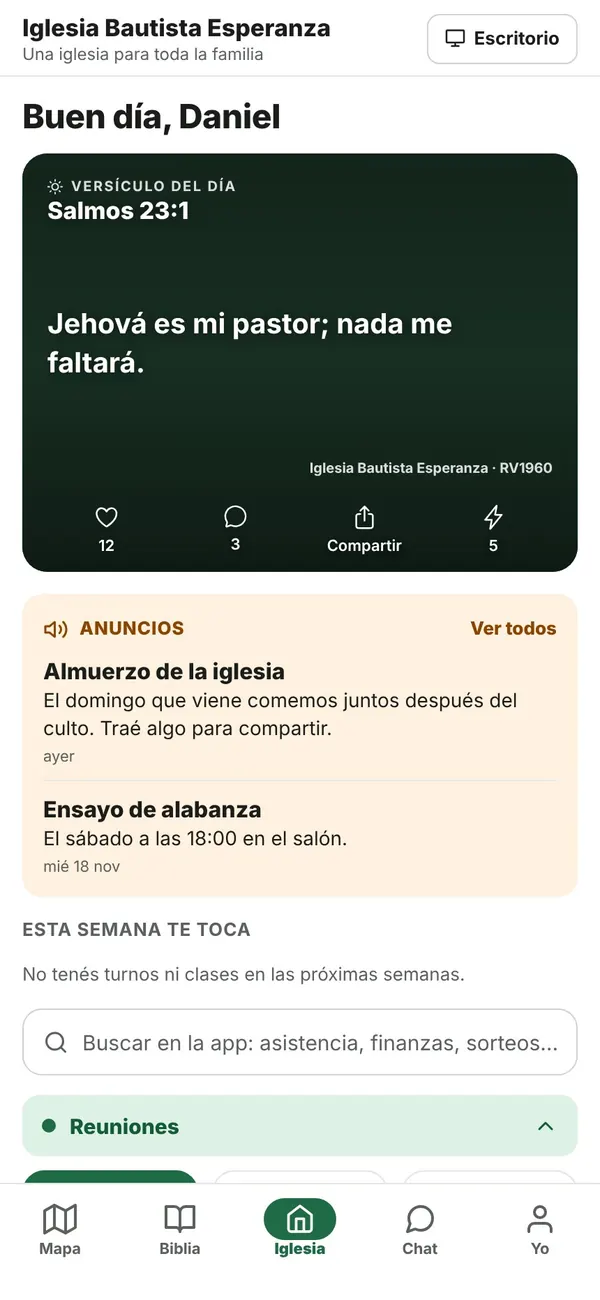 Iglesia Bautista Esperanza
Una iglesia para toda la familia
Escritorio
Buen día, Daniel
VERSÍCULO DEL DÍA
Salmos 23:1
Jehová es mi pastor; nada me
faltará.
Iglesia Bautista Esperanza · RV1960
12
3
Compartir
5
ANUNCIOS
Ver todos
Almuerzo de la iglesia
El domingo que viene comemos juntos después del
culto. Traé algo para compartir.
ayer
Ensayo de alabanza
El sábado a las 18:00 en el salón.
mié 18 nov
ESTA SEMANA TE TOCA
No tenés turnos ni clases en las próximas semanas.
Buscar en la app: asistencia, finanzas, sorteos...
Reuniones
Mapa
Biblia
Iglesia
Chat
Yo